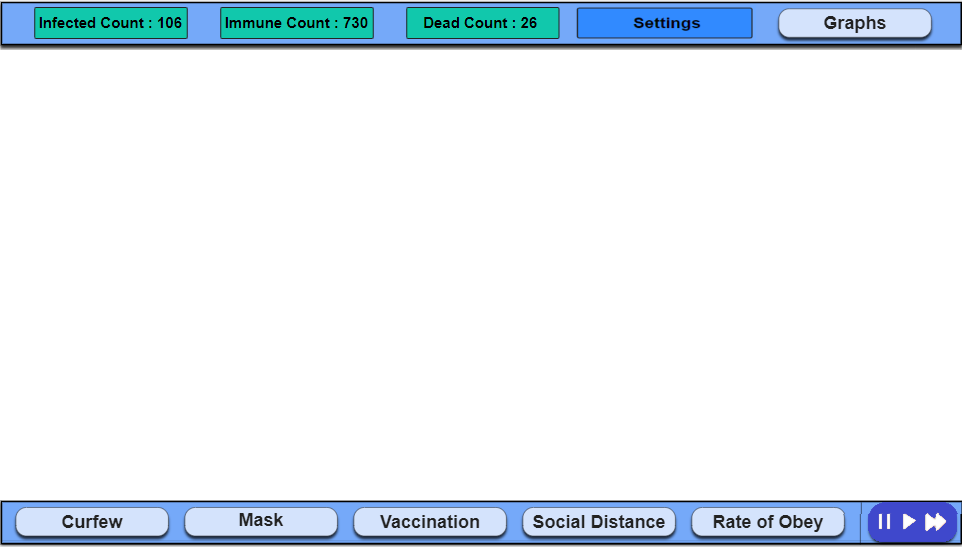 Infected Count : 106
Immune Count : 730
Dead Count : 26
Settings
Graphs
Curfew
Mask
Vaccination
Social Distance
Rate of Obey